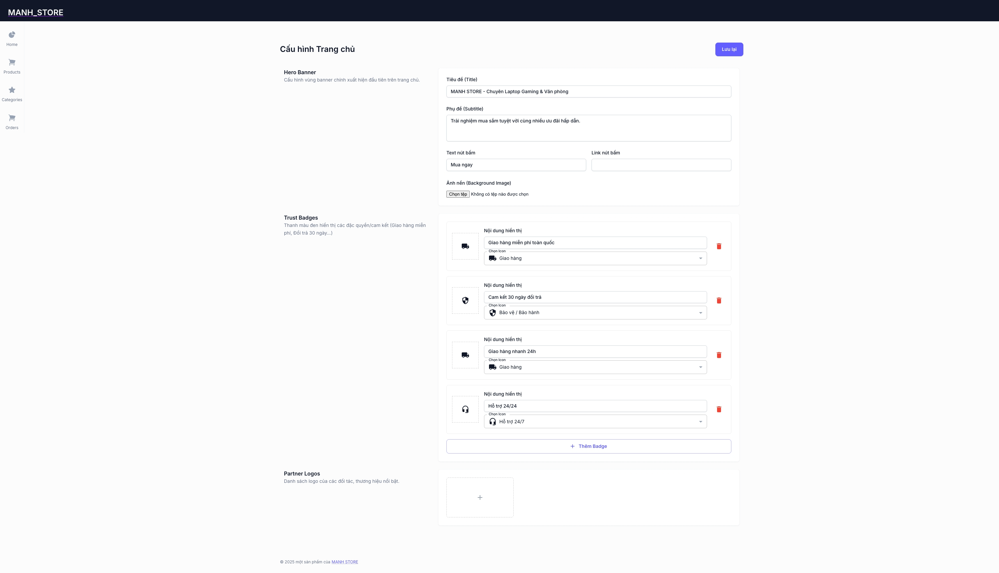 MANH_STORE
Home
Products
Categories
Orders
Cấu hình Trang chủ
Lưu lại
Hero Banner
Cấu hình vùng banner chính xuất hiện đầu tiên trên trang chủ.
Tiêu đề (Title)
MANH STORE - Chuyên Laptop Gaming & Văn phòng
Phụ đề (Subtitle)
Trải nghiệm mua sắm tuyệt vời cùng nhiều ưu đãi hấp dẫn.
Text nút bấm
Link nút bấm
Mua ngay
Ảnh nền (Background Image)
Chọn tệp Không có tệp nào được chọn
Trust Badges
Thanh màu đen hiển thị các đặc quyền/cam kết (Giao hàng miễn
phí, Đổi trả 30 ngày...)
Nội dung hiển thị
Giao hàng miễn phí toàn quốc
Chọn Icon
Giao hàng
Nội dung hiển thị
Cam kết 30 ngày đổi trả
Chọn Icon
Bảo vệ / Bảo hành
Nội dung hiển thị
Giao hàng nhanh 24h
Chọn Icon
Giao hàng
Nội dung hiển thị
Hỗ trợ 24/24
Chọn Icon
Hỗ trợ 24/7
Thêm Badge
Partner Logos
Danh sách logo của các đối tác, thương hiệu nổi bật.
© 2025 một sản phẩm của MANH STORE